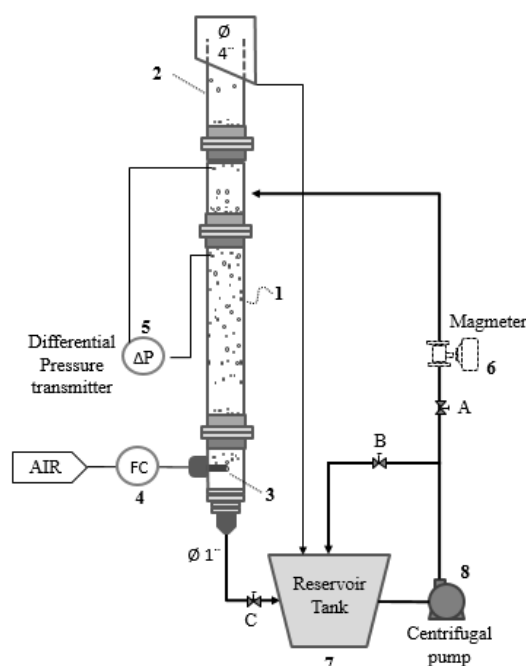 Ø
4¨
2
1
5
ΔP
Differential
Pressure
transmitter
Magmeter
6
A
B
AIR
FC
4
3
Ø 1¨
C
Reservoir
Tank
7
8
Centrifugal
pump